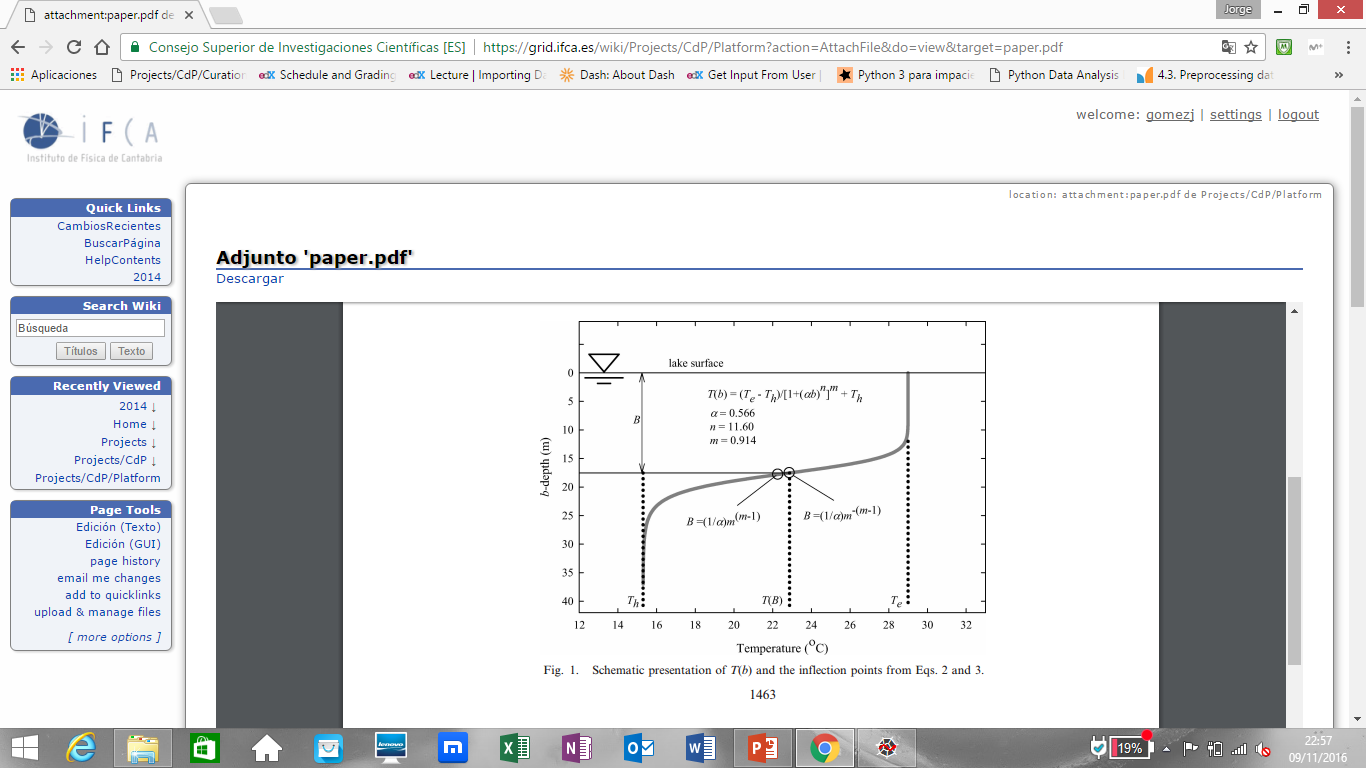 attachment:paper.pdf de
Jorge
Consejo Superior de Investigaciones Científicas [ES]
https://grid.ifca.es/wiki/Projects/CdP/Platform?action=AttachFile&do=view&target=paper.pdf
Aplicaciones
Projects/CdP/Curation
edX Schedule and Grading
edX Lecture | Importing Da
Dash: About Dash
edX Get Input From User |
Python 3 para impacie
Python Data Analysis
4.3. Preprocessing dat
»
iFCA
Instituto de Física de Cantabria
welcome: gomezj | settings | logout
location: attachment:paper.pdf de Projects/CdP/Platform
Quick Links
CambiosRecientes
BuscarPágina
HelpContents
2014
Search Wiki
Búsqueda
Títulos
Texto
Recently Viewed
2014 ↓
Home ↓
Projects ↓
Projects/CdP ↓
Projects/CdP/Platform
Page Tools
Edición (Texto)
Edición (GUI)
page history
email me changes
add to quicklinks
upload & manage files
[ more options ]
Adjunto 'paper.pdf'
Descargar
lake surface
T(b) = (Te - Th)/[1+(αb)^n]^m + Th
α = 0.566
n = 11.60
m = 0.914
B
B =(1/α)m^(m-1)
B =(1/α)m^-(m-1)
b-depth (m)
0
5
10
15
20
25
30
35
40
Th
T(B)
Te
12 14 16 18 20 22 24 26 28 30 32
Temperature (°C)
Fig. 1. Schematic presentation of T(b) and the inflection points from Eqs. 2 and 3.
1463
lenovo
19%
22:57
09/11/2016